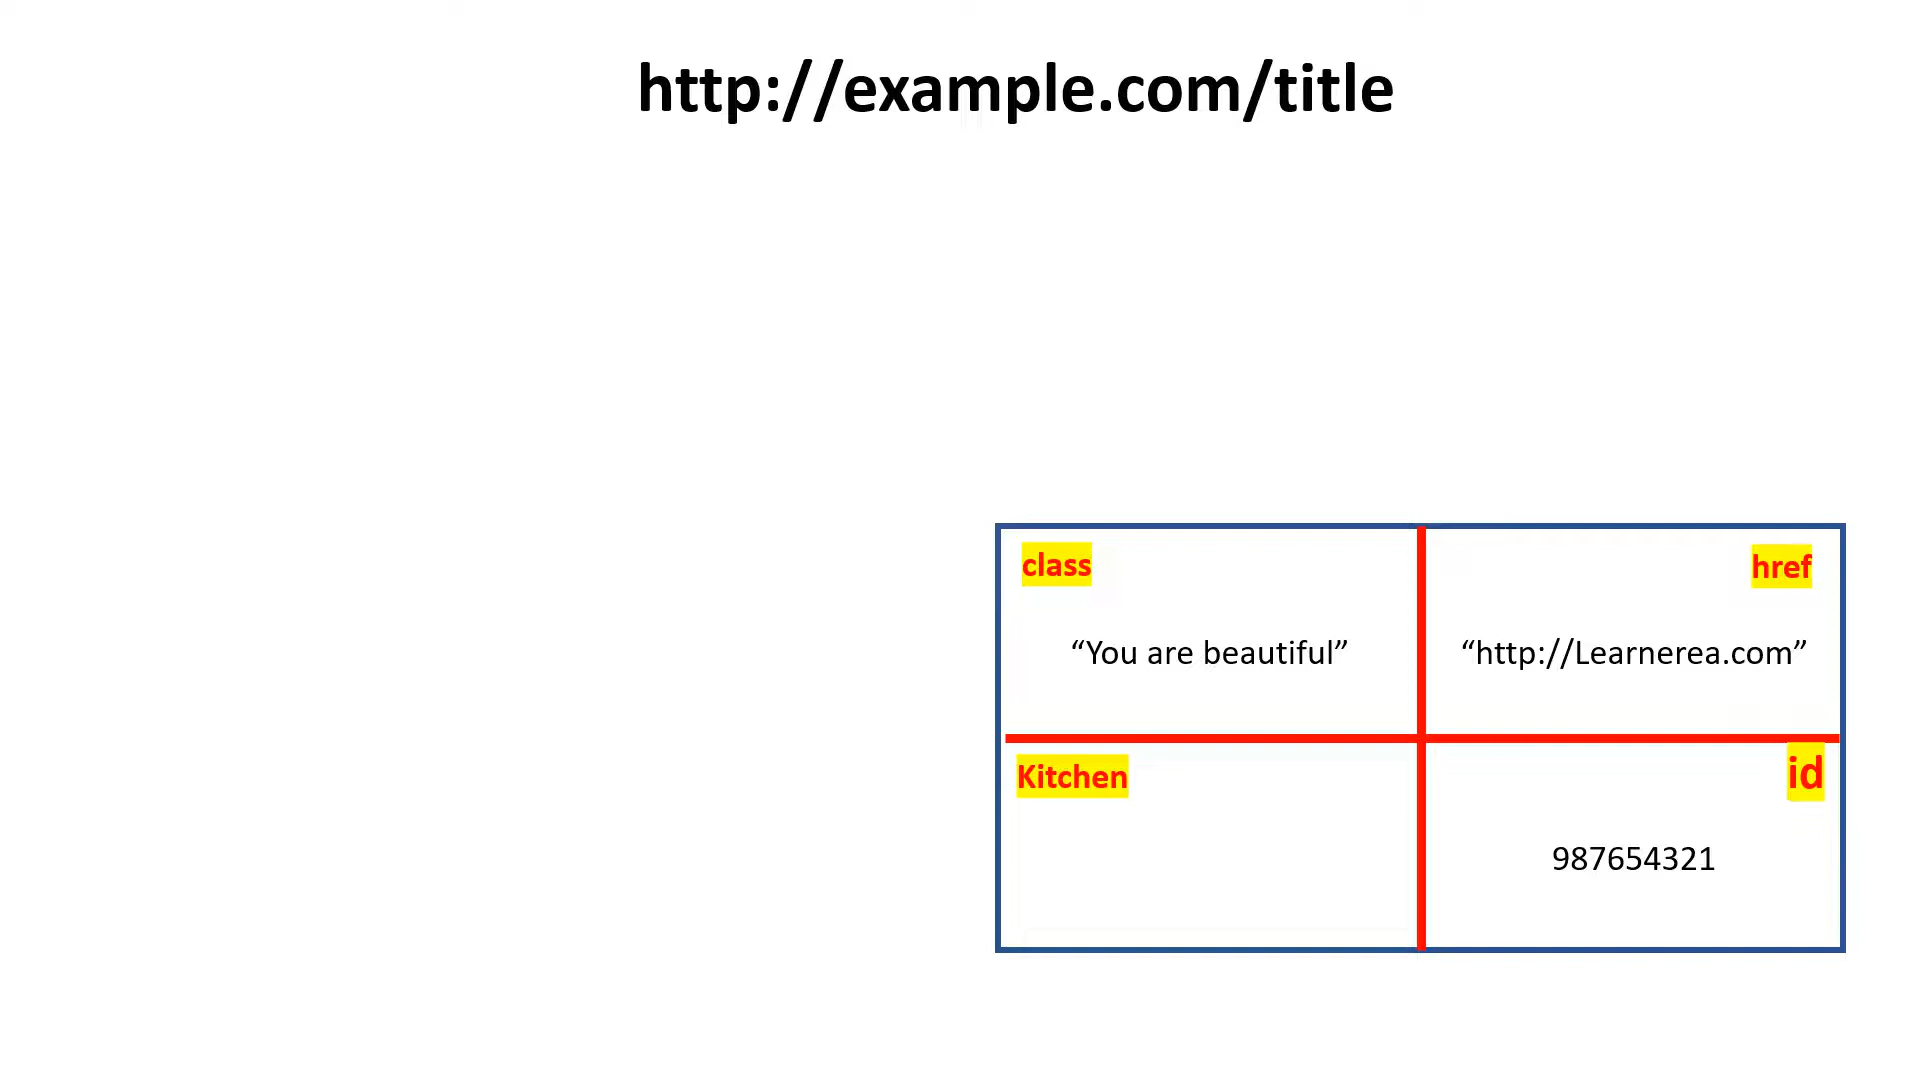 http://example.com/title
class
href
“You are beautiful”
“http://Learnerea.com”
Kitchen
id
987654321